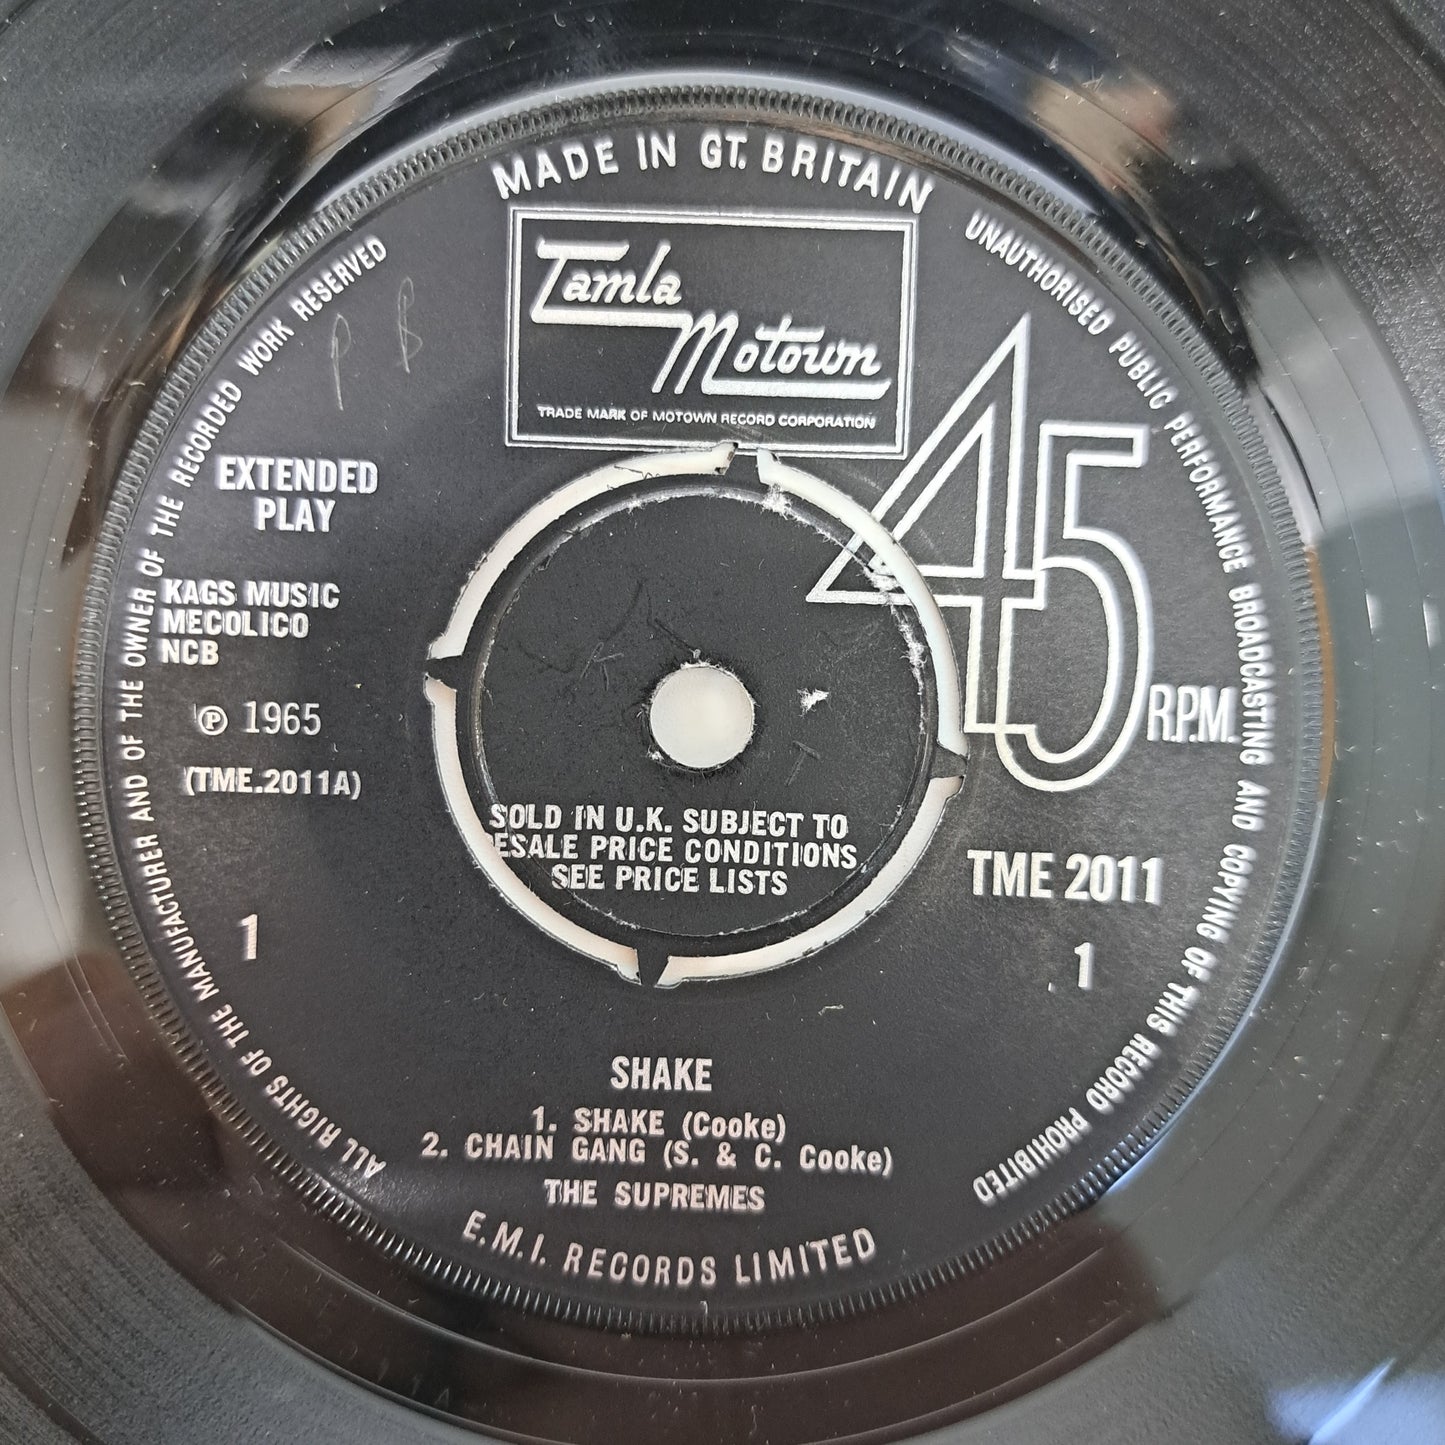 MADE IN GT. BRITAIN
Tamla
Motown
TRADE MARK OF MOTOWN RECORD CORPORATION
UNAUTHORISED PUBLIC PERFORMANCE BROADCASTING AND COPYING OF THIS RECORD PROHIBITED
ALL RIGHTS OF THE MANUFACTURER AND OF THE OWNER OF THE RECORDED WORK RESERVED
P B
EXTENDED
PLAY
45
R.P.M.
KAGS MUSIC
MECOLICO
NCB
℗ 1965
(TME.2011A)
SOLD IN U.K. SUBJECT TO
ESALE PRICE CONDITIONS
SEE PRICE LISTS
TME 2011
1
1
SHAKE
1. SHAKE (Cooke)
2. CHAIN GANG (S. & C. Cooke)
THE SUPREMES
E.M.I. RECORDS LIMITED